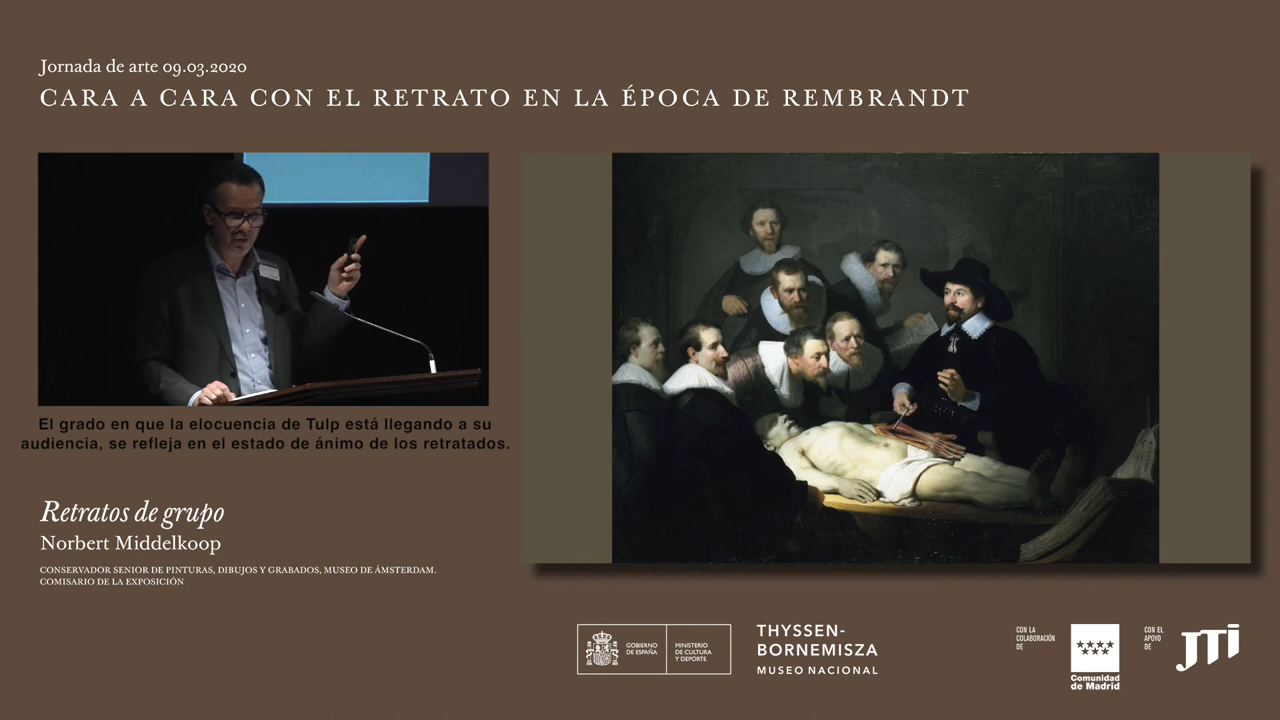 Jornada de arte 09.03.2020
CARA A CARA CON EL RETRATO EN LA ÉPOCA DE REMBRANDT
El grado en que la elocuencia de Tulp está llegando a su
audiencia, se refleja en el estado de ánimo de los retratados.
Retratos de grupo
Norbert Middelkoop
CONSERVADOR SENIOR DE PINTURAS, DIBUJOS Y GRABADOS, MUSEO DE ÁMSTERDAM.
COMISARIO DE LA EXPOSICIÓN
GOBIERNO
DE ESPAÑA
MINISTERIO
DE CULTURA
Y DEPORTE
THYSSEN-
BORNEMISZA
MUSEO NACIONAL
CON LA
COLABORACIÓN
DE
Comunidad
de Madrid
CON EL
APOYO
DE
JTI